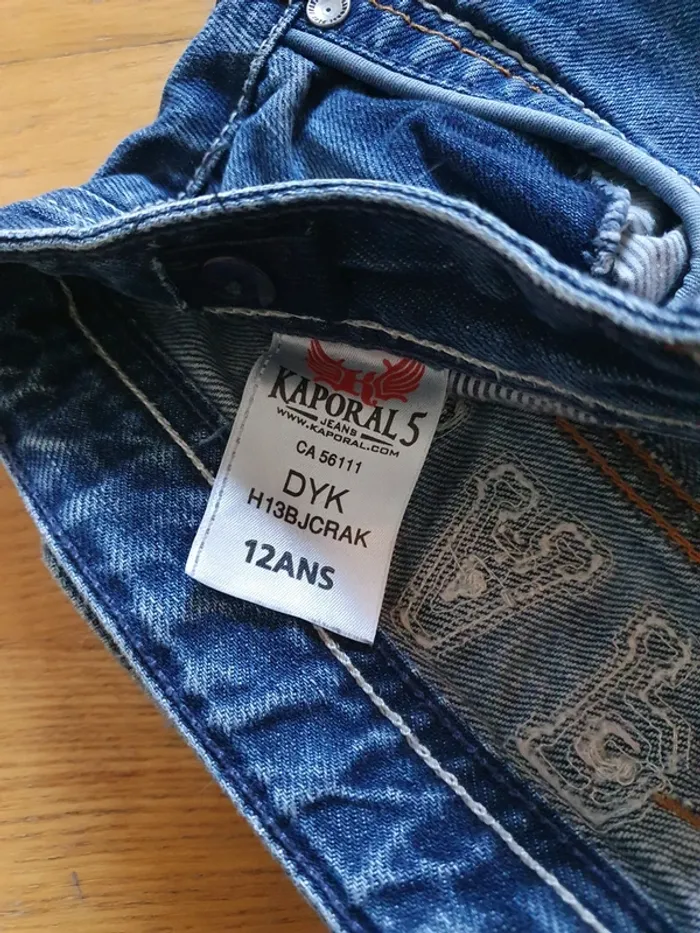 KAPORAL 5
JEANS
WWW.KAPORAL.COM
CA 56111
DYK
H13BJCRAK
12ANS